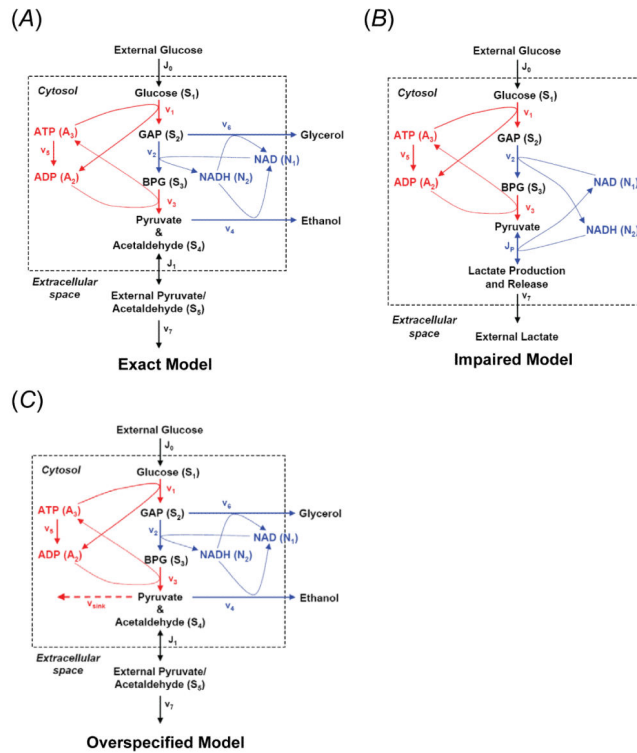 (A)
External Glucose
J0
Cytosol
Glucose (S1)
v1
ATP (A3)
GAP (S2)
v6
Glycerol
v5
v2
NAD (N1)
ADP (A2)
NADH (N2)
BPG (S3)
v3
Pyruvate
v4
Ethanol
&
Acetaldehyde (S4)
Extracellular
space
J1
External Pyruvate/
Acetaldehyde (S5)
v7
Exact Model
(B)
External Glucose
J0
Cytosol
Glucose (S1)
v1
ATP (A3)
GAP (S2)
v5
v2
ADP (A2)
BPG (S3)
NAD (N1)
v3
Pyruvate
NADH (N2)
JP
Lactate Production
and Release
v7
Extracellular
space
External Lactate
Impaired Model
(C)
External Glucose
J0
Cytosol
Glucose (S1)
v1
ATP (A3)
GAP (S2)
v6
Glycerol
v5
v2
NAD (N1)
ADP (A2)
NADH (N2)
BPG (S3)
v3
vsink
Pyruvate
v4
Ethanol
&
Acetaldehyde (S4)
Extracellular
space
J1
External Pyruvate/
Acetaldehyde (S5)
v7
Overspecified Model